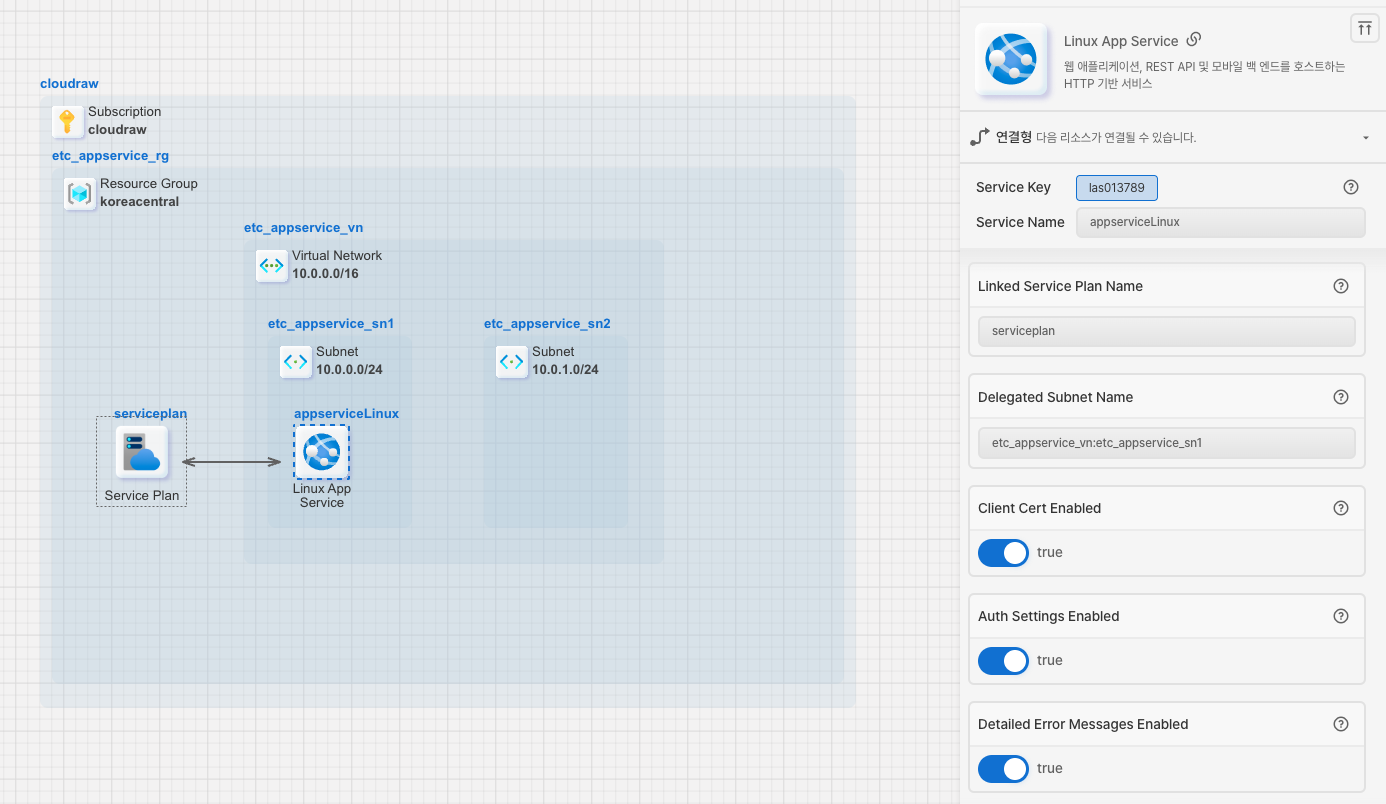 cloudraw
Subscription
cloudraw
etc_appservice_rg
Resource Group
koreacentral
etc_appservice_vn
Virtual Network
10.0.0.0/16
etc_appservice_sn1
Subnet
10.0.0.0/24
etc_appservice_sn2
Subnet
10.0.1.0/24
serviceplan
Service Plan
appserviceLinux
Linux App
Service
Linux App Service
웹 애플리케이션, REST API 및 모바일 백 엔드를 호스트하는
HTTP 기반 서비스
연결형 다음 리소스가 연결될 수 있습니다.
Service Key las013789
Service Name appserviceLinux
Linked Service Plan Name
serviceplan
Delegated Subnet Name
etc_appservice_vn:etc_appservice_sn1
Client Cert Enabled
true
Auth Settings Enabled
true
Detailed Error Messages Enabled
true